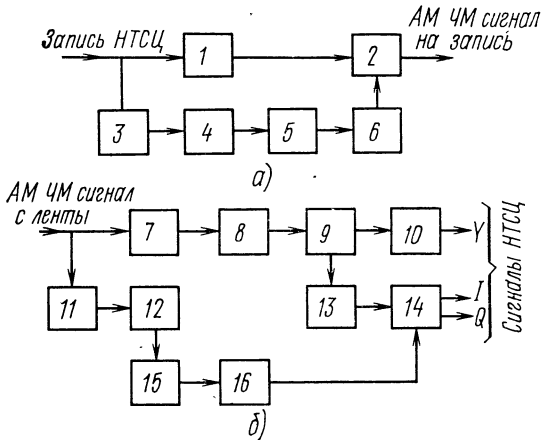 Запись НТСЦ
1
2
АМ ЧМ сигнал
на запись
3
4
5
6
а)
АМ ЧМ сигнал
с ленты
7
8
9
10
Y
11
12
13
14
I
Q
Сигналы НТСЦ
15
16
б)